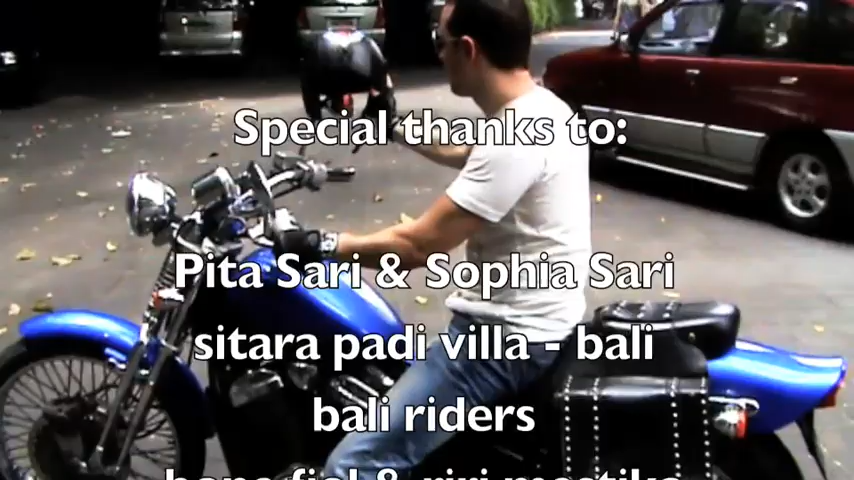 Special thanks to:
Pita Sari & Sophia Sari
sitara padi villa - bali
bali riders